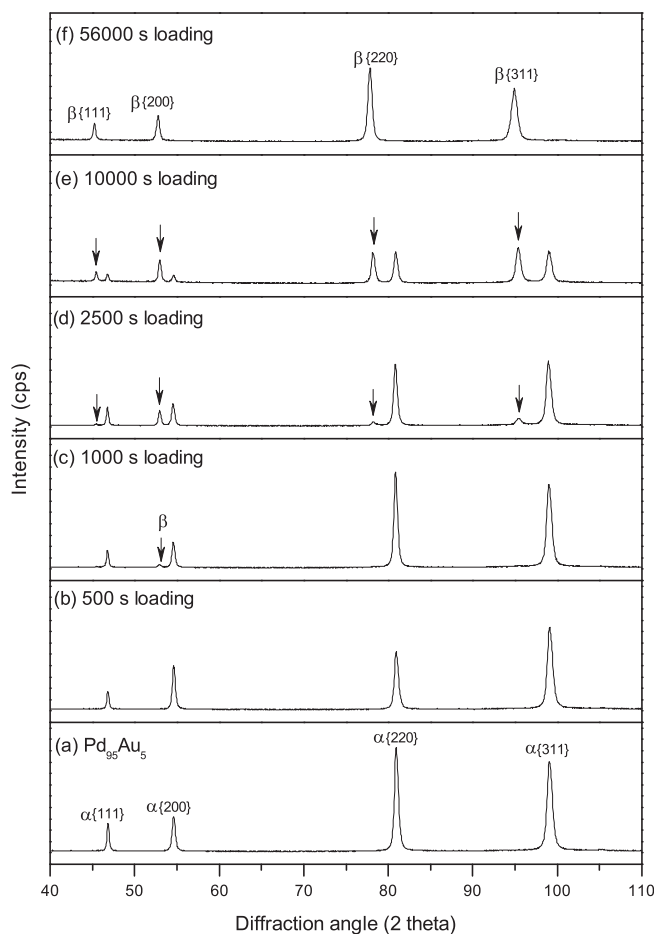 (f) 56000 s loading
β{111}
β{200}
β{220}
β{311}
(e) 10000 s loading
(d) 2500 s loading
(c) 1000 s loading
β
(b) 500 s loading
(a) Pd₉₅Au₅
α{111}
α{200}
α{220}
α{311}
Intensity (cps)
40 50 60 70 80 90 100 110
Diffraction angle (2 theta)